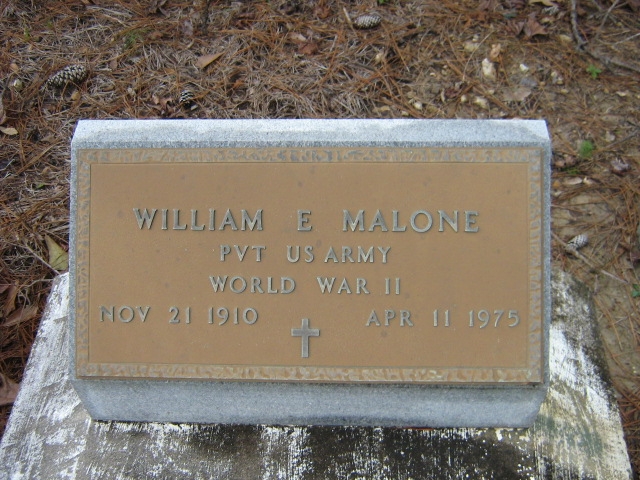 WILLIAM E MALONE
PVT US ARMY
WORLD WAR II
NOV 21 1910 APR 11 1975